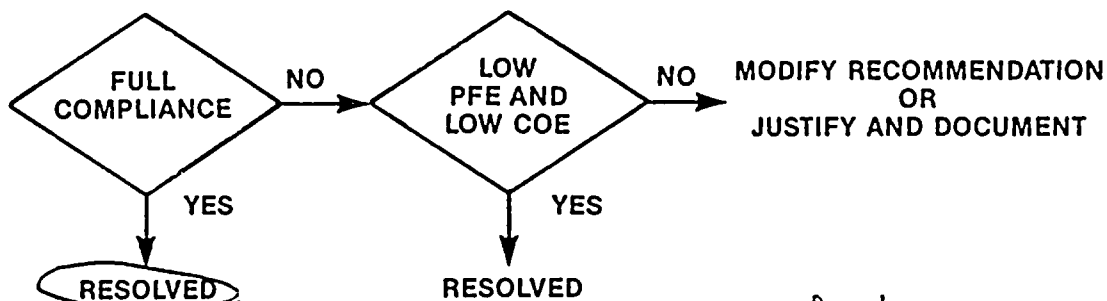 FULL
COMPLIANCE
NO
LOW
PFE AND
LOW COE
NO
MODIFY RECOMMENDATION
OR
JUSTIFY AND DOCUMENT
YES
YES
RESOLVED
RESOLVED